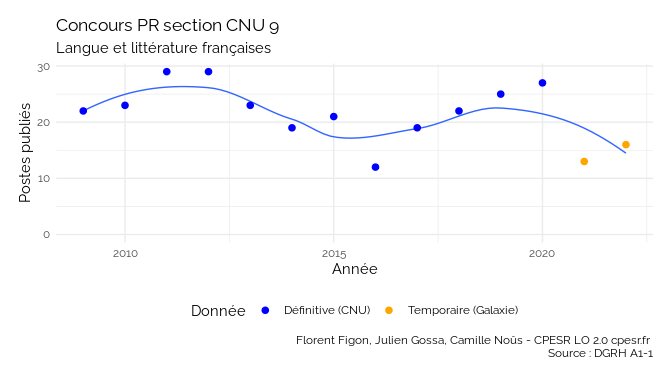 Concours PR section CNU 9
Langue et littérature françaises
Postes publiés
30
20
10
0
2010 2015 2020
Année
Donnée Définitive (CNU) Temporaire (Galaxie)
Florent Figon, Julien Gossa, Camille Noûs - CPESR LO 2.0 cpesr.fr
Source : DGRH A1-1